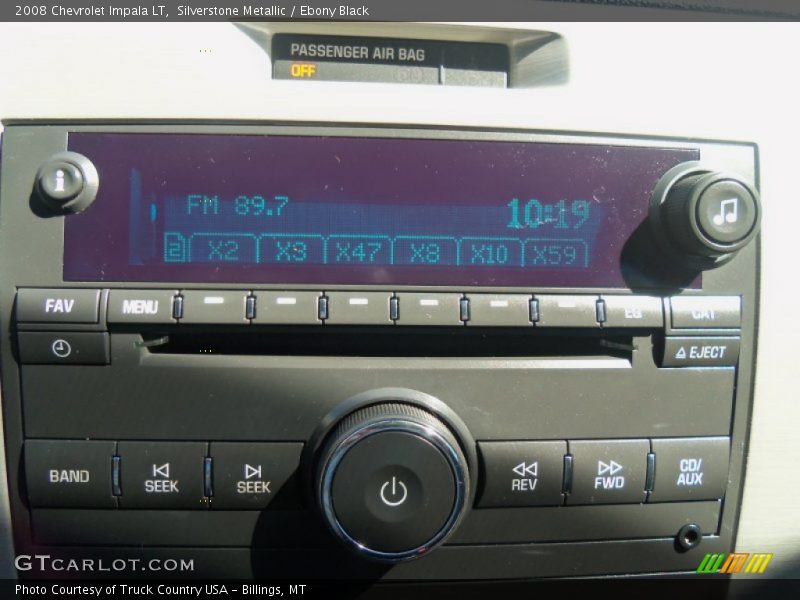 2008 Chevrolet Impala LT, Silverstone Metallic / Ebony Black
PASSENGER AIR BAG
OFF
i
FM 89.7 10:19
2 X2 X3 X47 X8 X10 X59
FAV MENU EQ CAT
EJECT
BAND SEEK SEEK REV FWD CD/
AUX
GTCARLOT.COM
Photo Courtesy of Truck Country USA - Billings, MT